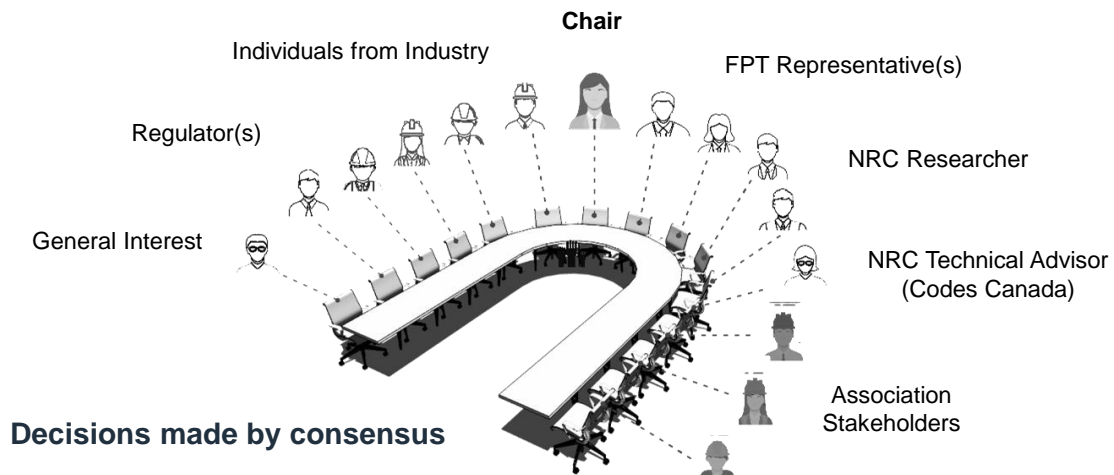 Chair
Individuals from Industry
FPT Representative(s)
Regulator(s)
NRC Researcher
General Interest
NRC Technical Advisor
(Codes Canada)
Association
Stakeholders
Decisions made by consensus